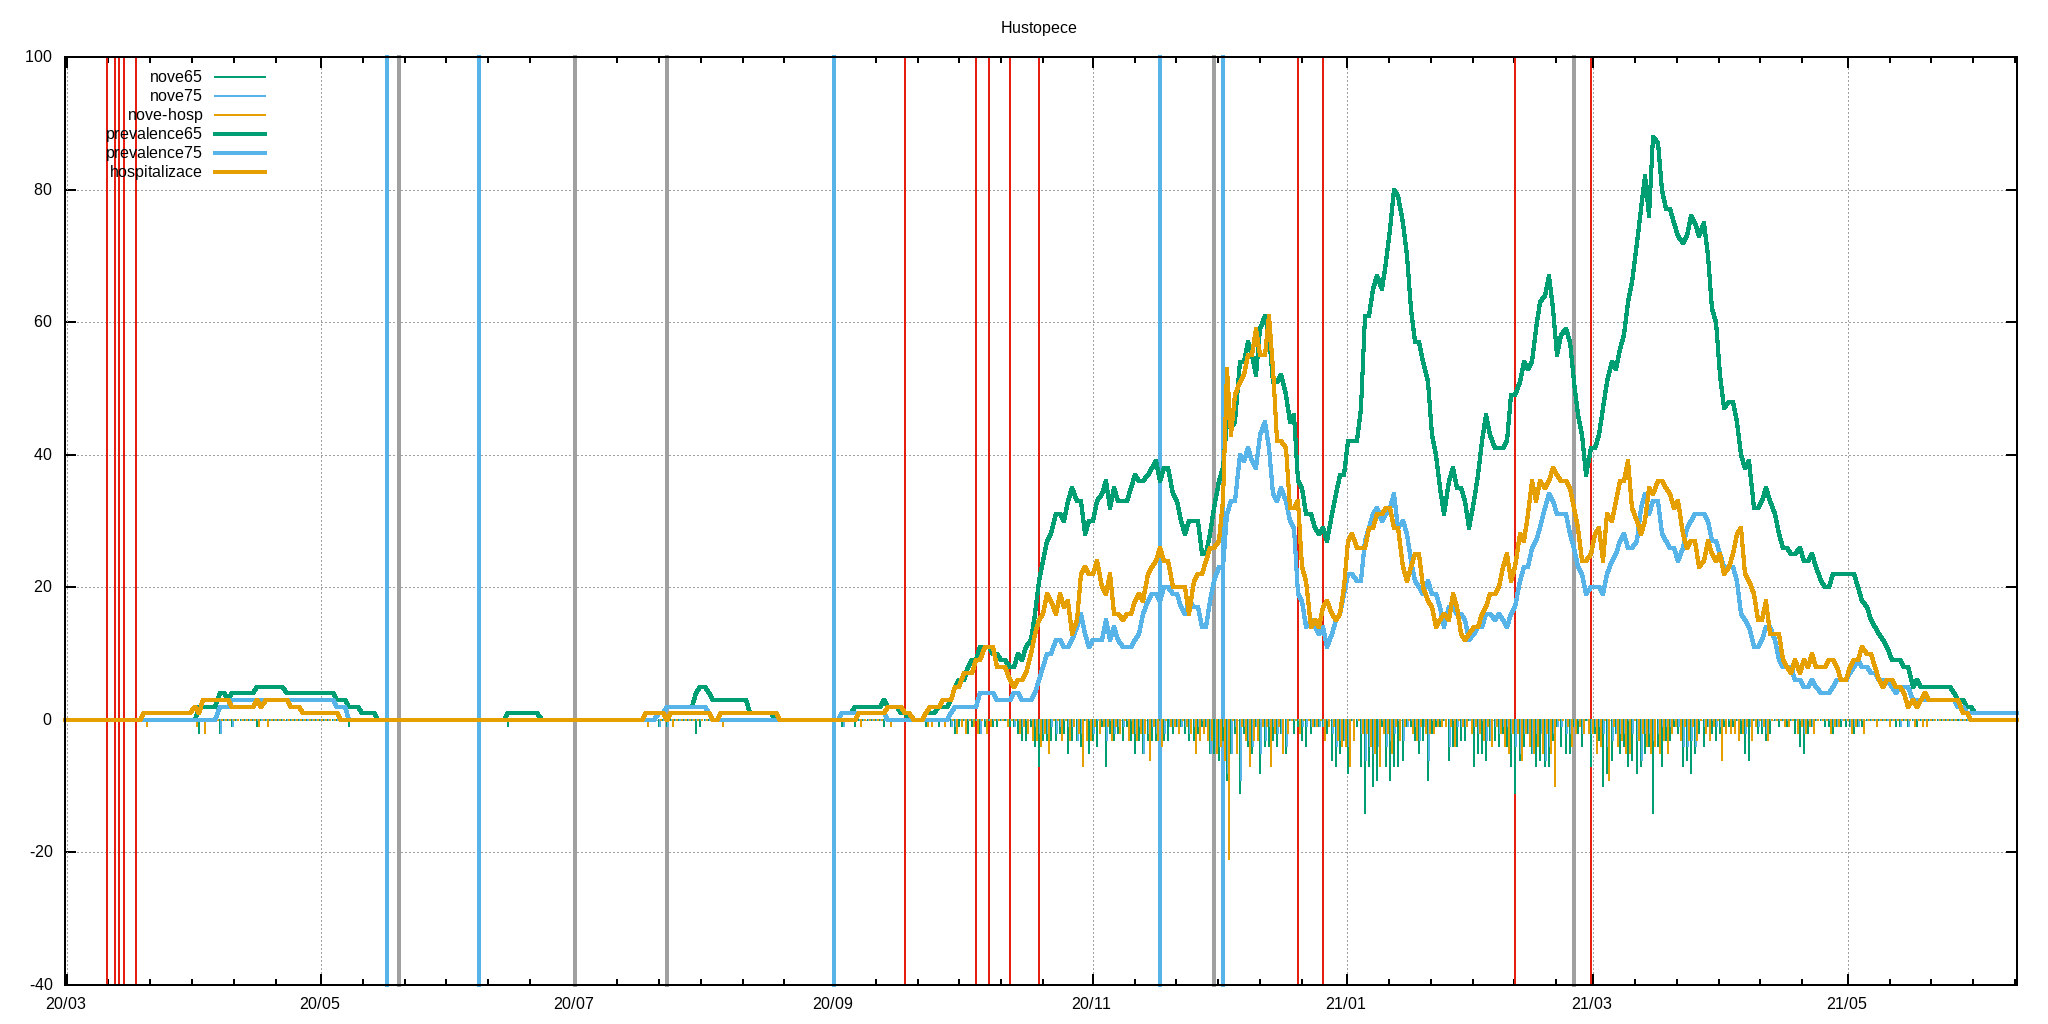 Hustopece
100
80
60
40
20
0
-20
-40
nove65
nove75
nove-hosp
prevalence65
prevalence75
hospitalizace
20/03 20/05 20/07 20/09 20/11 21/01 21/03 21/05